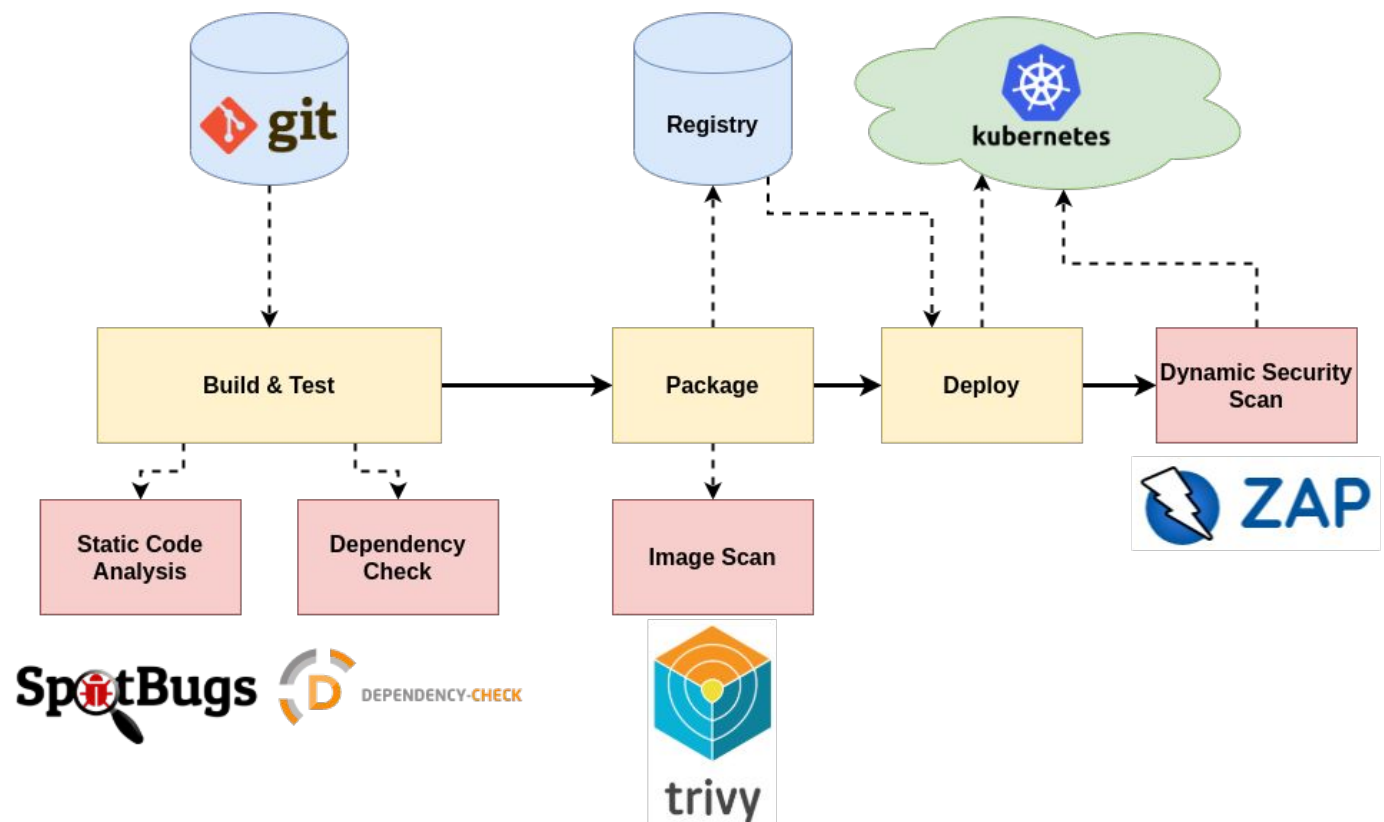 git
Registry
kubernetes
Build & Test
Package
Deploy
Dynamic Security
Scan
ZAP
Static Code
Analysis
Dependency
Check
Image Scan
SpotBugs
D
DEPENDENCY-CHECK
trivy